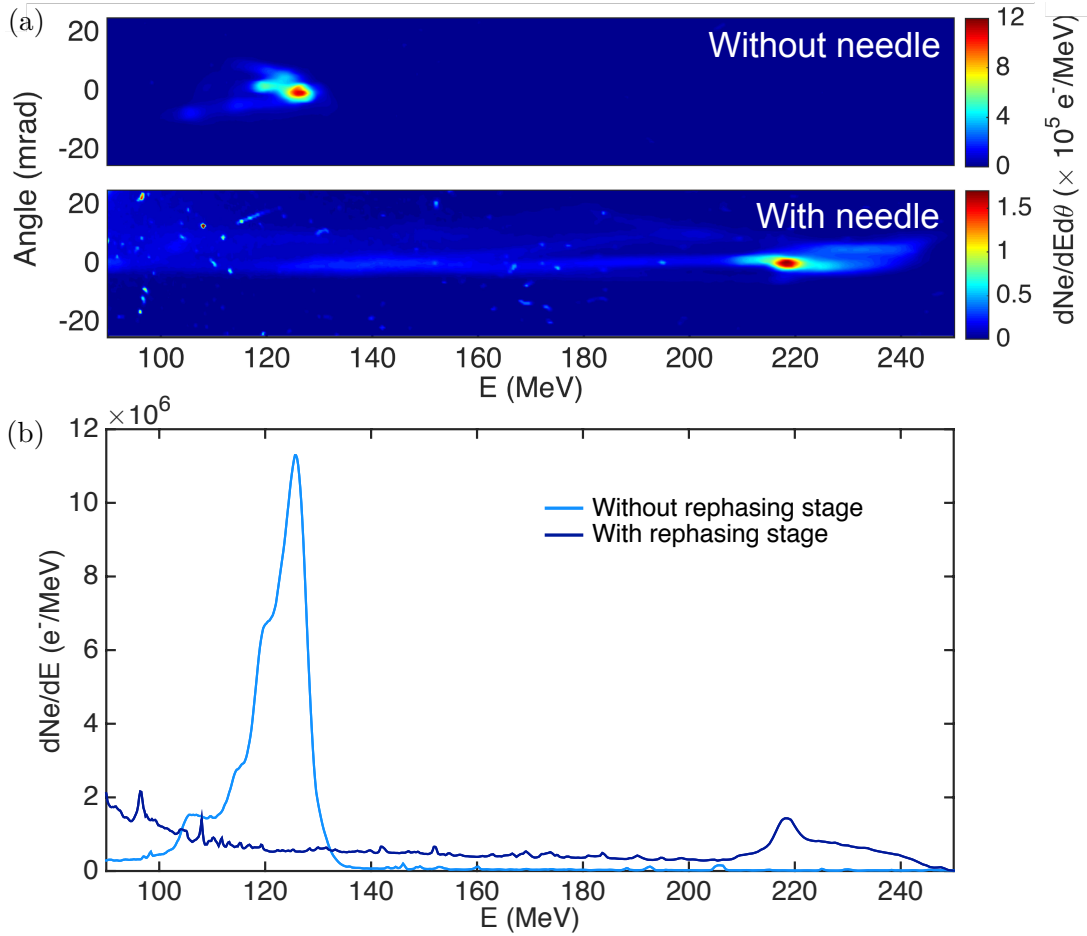 (a)
20
0
-20
Without needle
12
8
4
0
20
0
-20
With needle
1.5
1
0.5
0
Angle (mrad)
dNe/dEdθ (× 10⁵ e⁻/MeV)
100 120 140 160 180 200 220 240
E (MeV)
(b)
×10⁶
12
10
8
6
4
2
0
dNe/dE (e⁻/MeV)
Without rephasing stage
With rephasing stage
100 120 140 160 180 200 220 240
E (MeV)